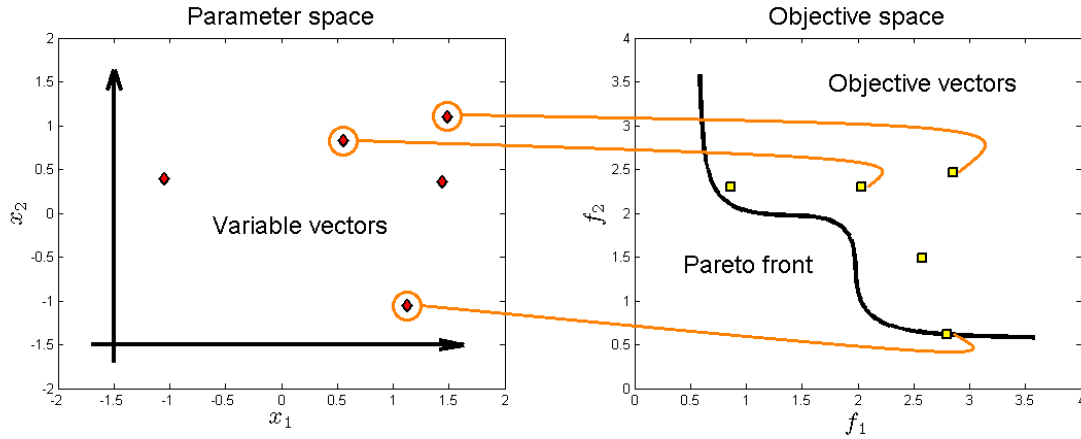 Parameter space
2
1.5
1
0.5
0
-0.5
-1
-1.5
-2
x2
Variable vectors
-2 -1.5 -1 -0.5 0 0.5 1 1.5 2
x1
Objective space
4
3.5
3
2.5
2
1.5
1
0.5
0
f2
Objective vectors
Pareto front
0 0.5 1 1.5 2 2.5 3 3.5 4
f1